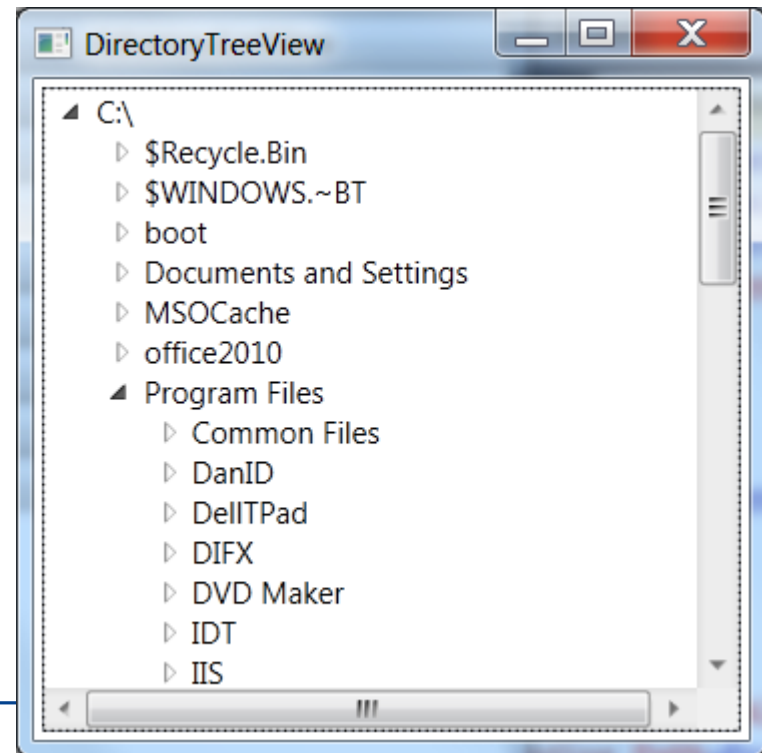 DirectoryTreeView
C:\
$Recycle.Bin
$WINDOWS.~BT
boot
Documents and Settings
MSOCache
office2010
Program Files
Common Files
DanID
DellTPad
DIFX
DVD Maker
IDT
IIS